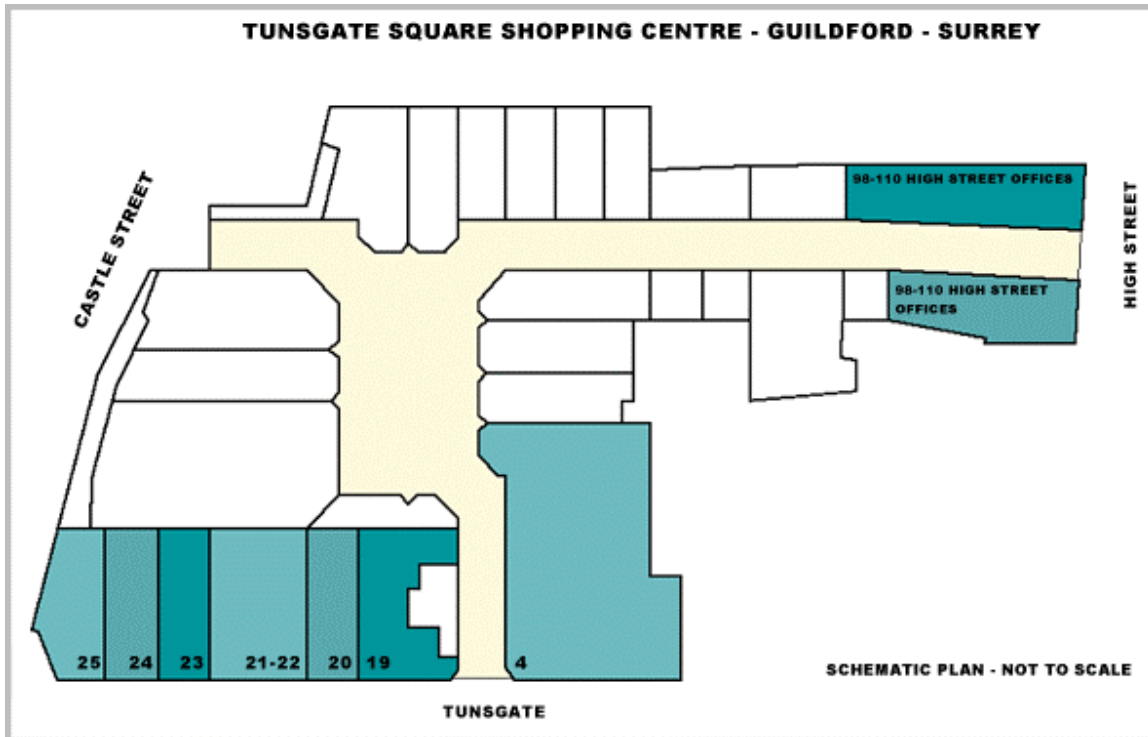 TUNSGATE SQUARE SHOPPING CENTRE - GUILDFORD - SURREY
98-110 HIGH STREET OFFICES
HIGH STREET
CASTLE STREET
98-110 HIGH STREET
OFFICES
25
24
23
21-22
20
19
4
SCHEMATIC PLAN - NOT TO SCALE
TUNSGATE